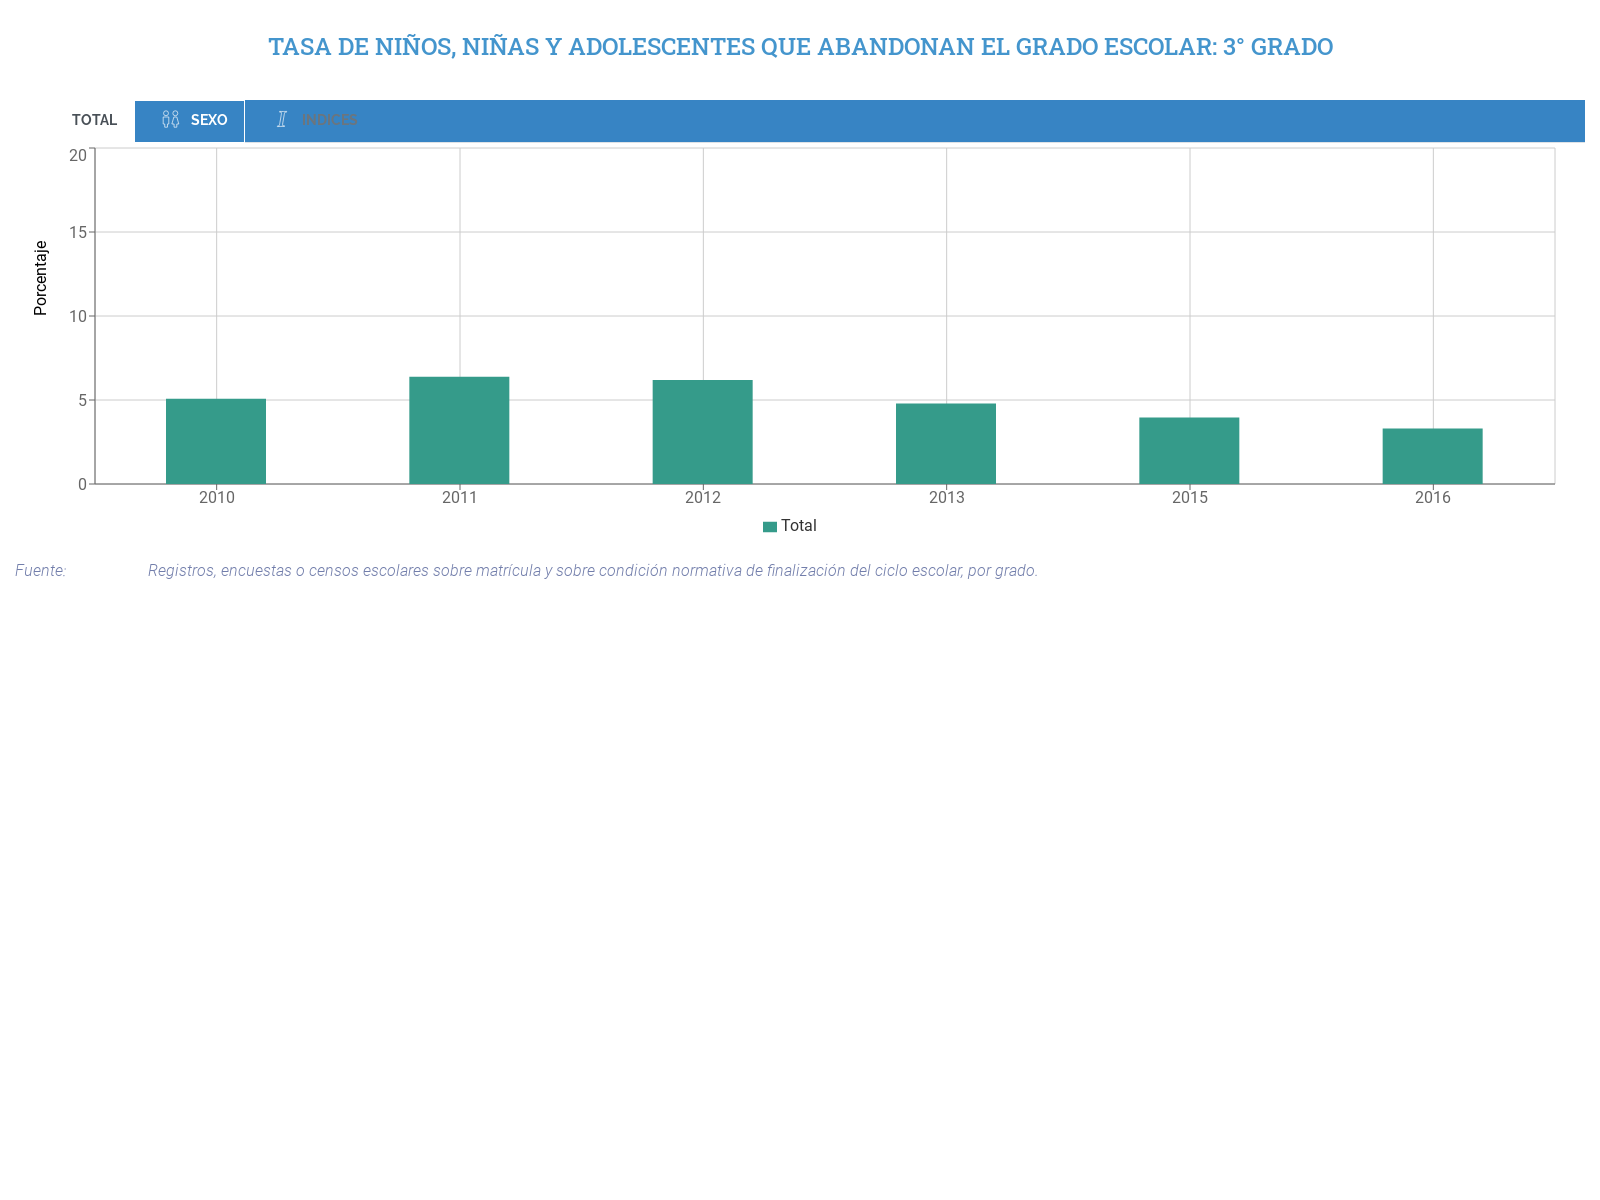 TASA DE NIÑOS, NIÑAS Y ADOLESCENTES QUE ABANDONAN EL GRADO ESCOLAR: 3° GRADO
TOTAL SEXO INDICES
20
15
10
5
0
Porcentaje
2010 2011 2012 2013 2015 2016
Total
Fuente: Registros, encuestas o censos escolares sobre matrícula y sobre condición normativa de finalización del ciclo escolar, por grado.